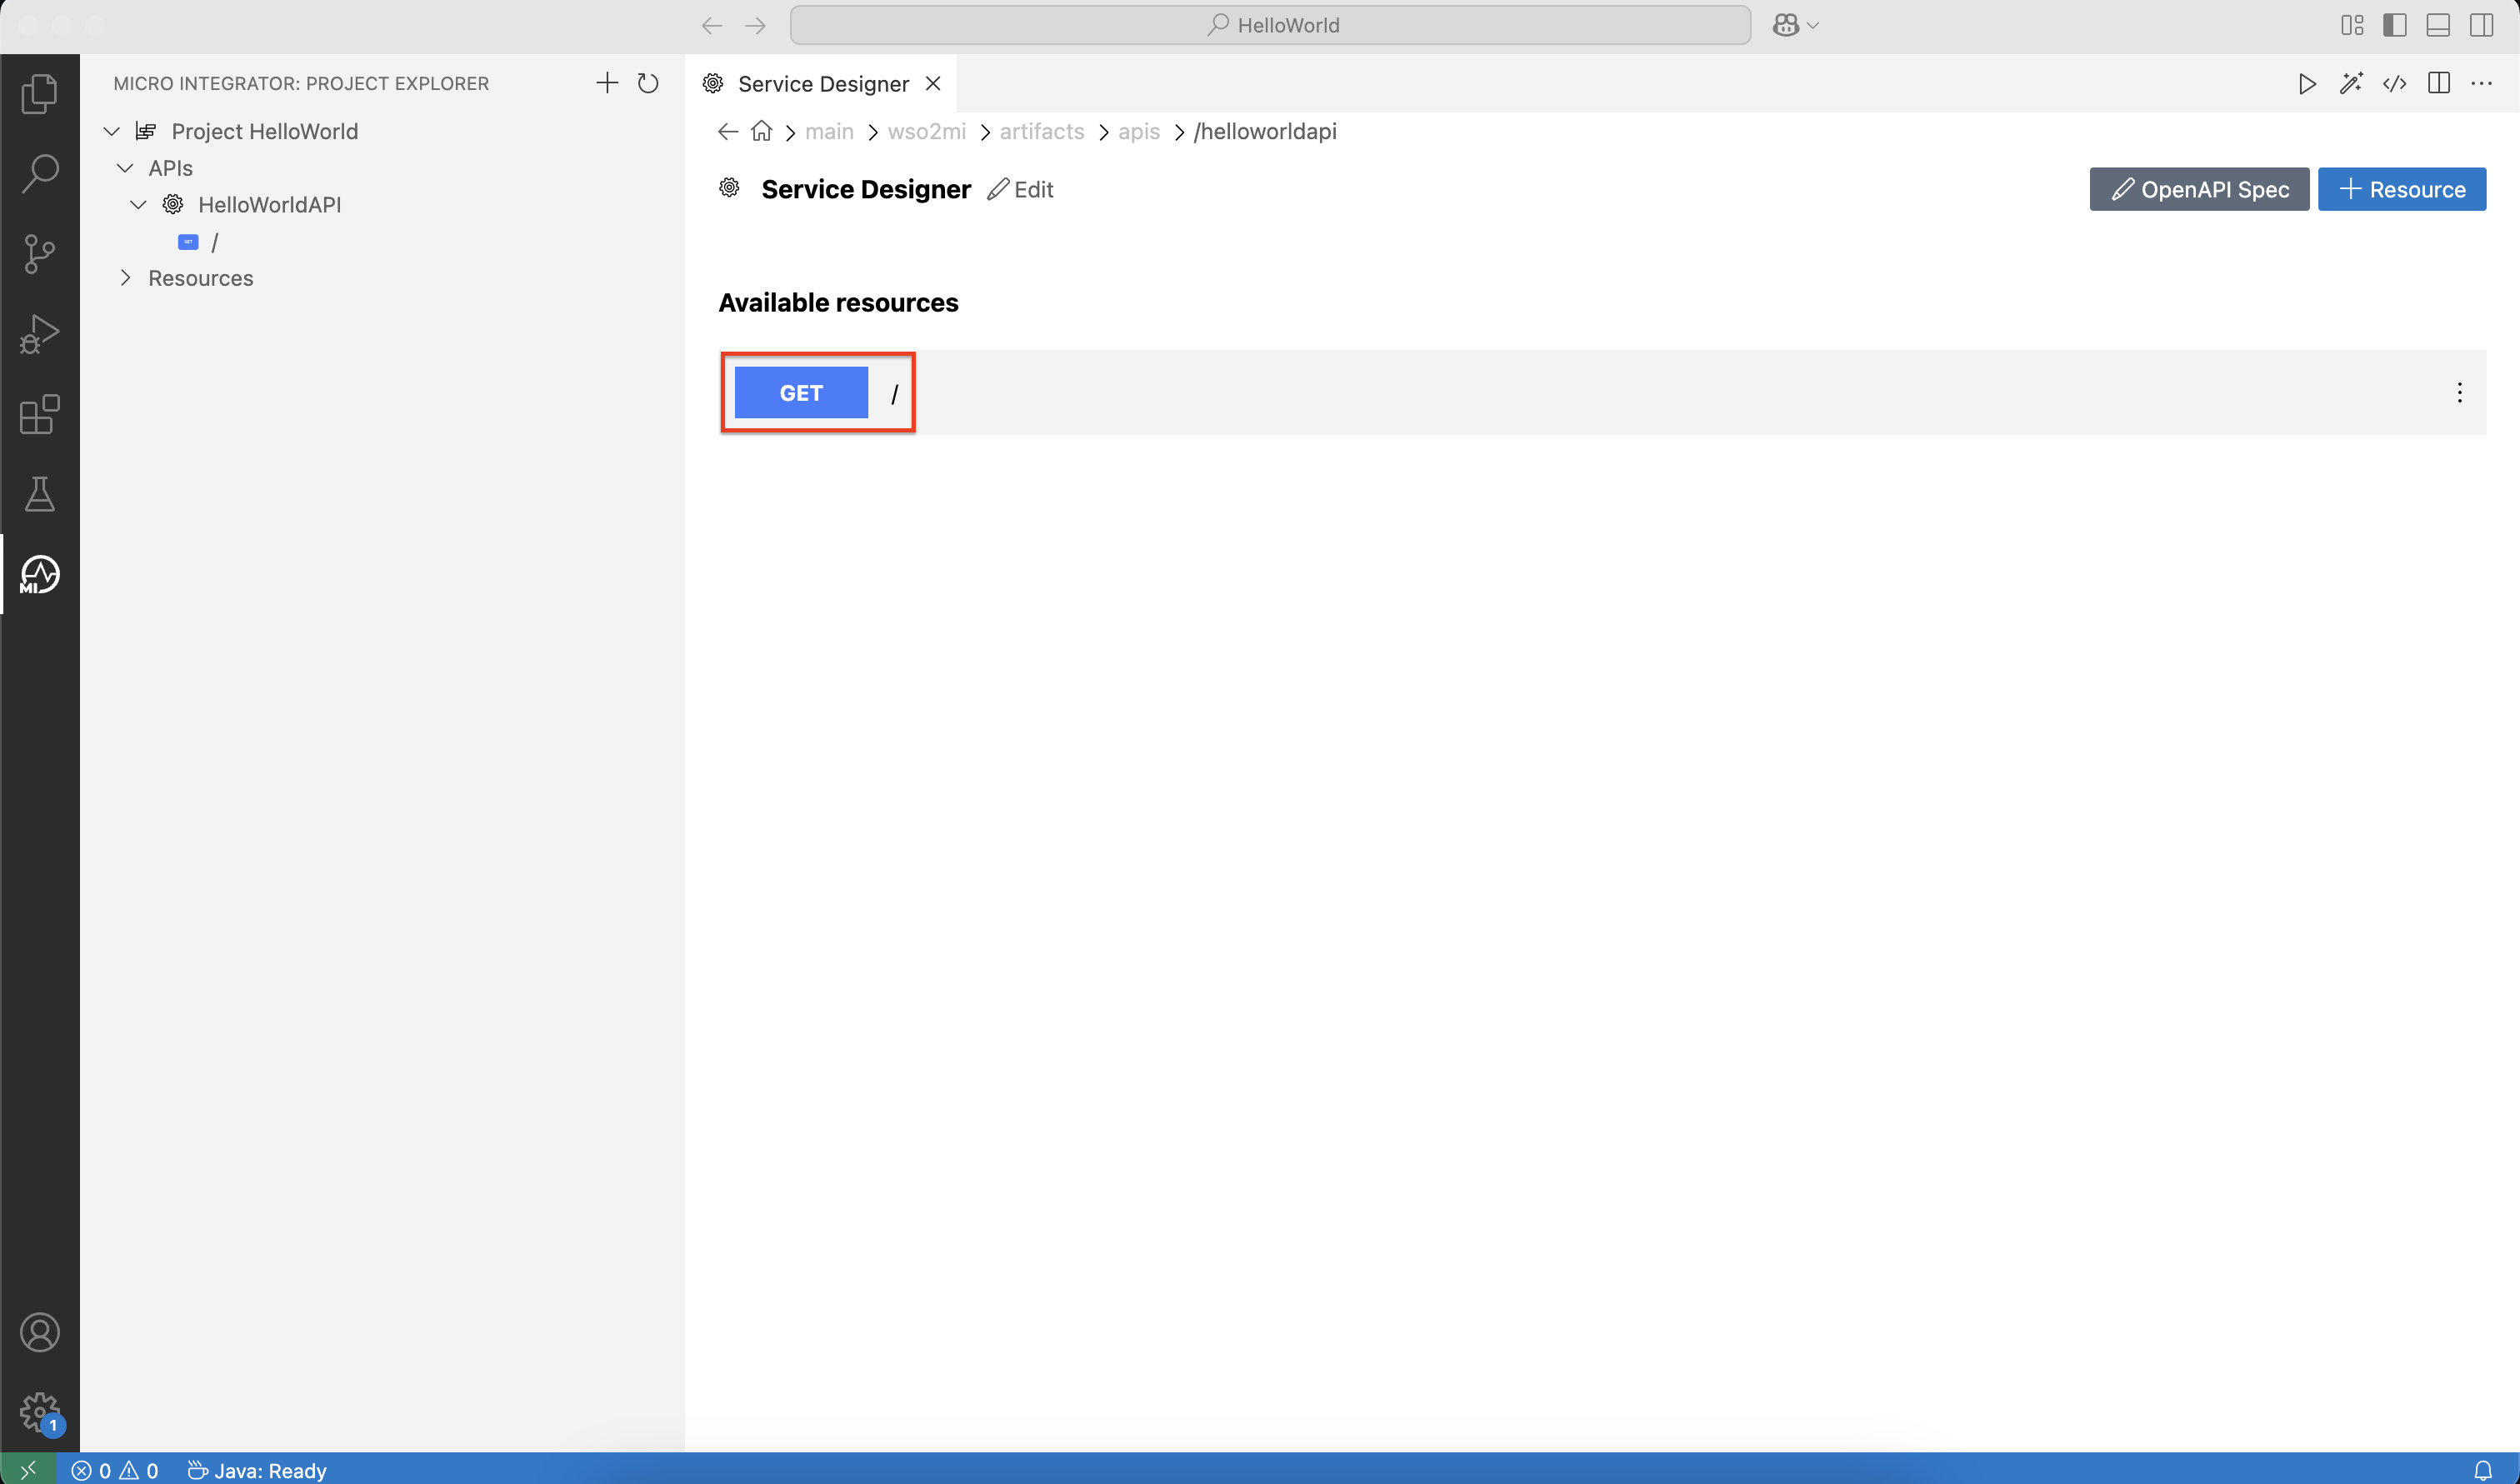 HelloWorld
MICRO INTEGRATOR: PROJECT EXPLORER
Project HelloWorld
APIs
HelloWorldAPI
GET /
Resources
Service Designer
main > wso2mi > artifacts > apis > /helloworldapi
Service Designer Edit
OpenAPI Spec
Resource
Available resources
GET /
MI
1
0 0 Java: Ready